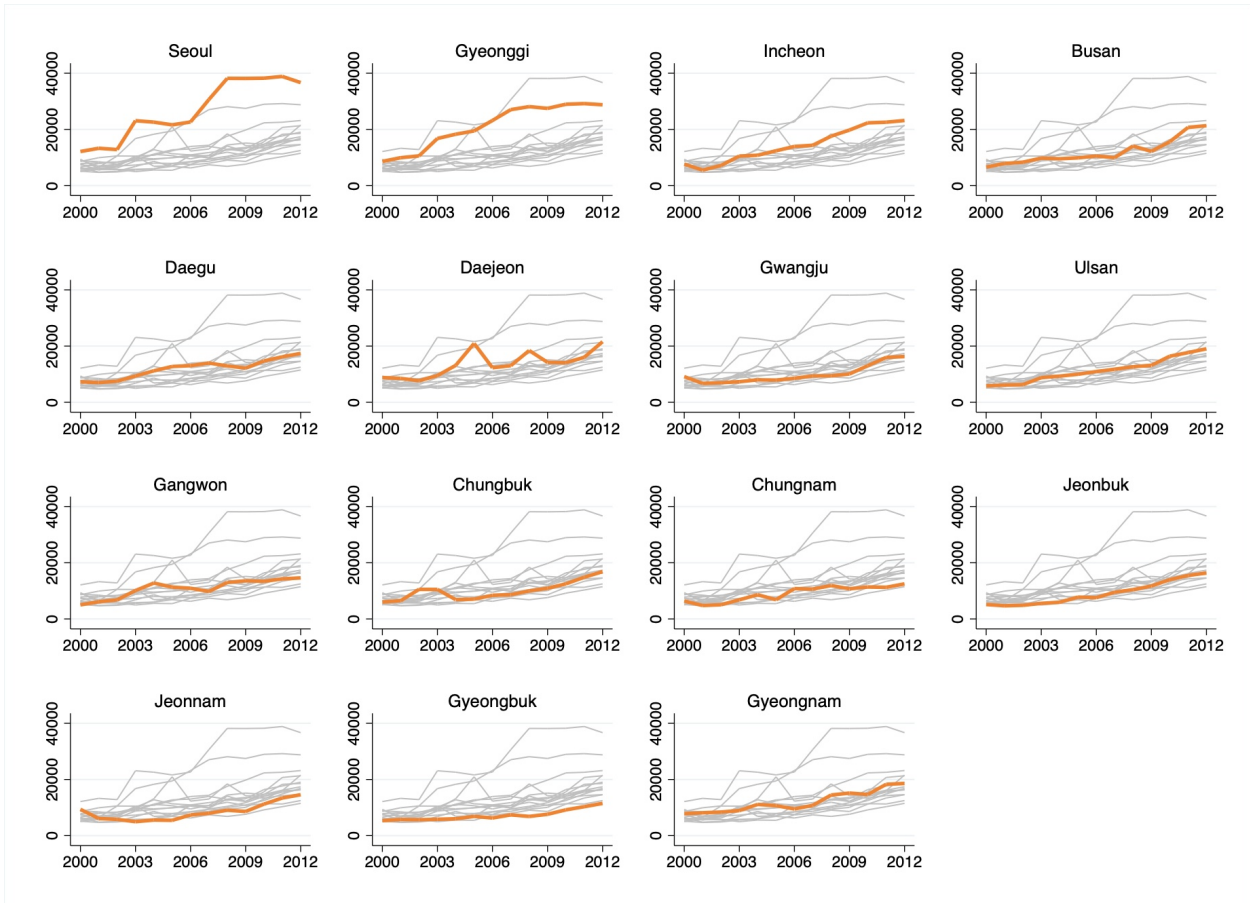 Seoul Gyeonggi Incheon Busan
40000 40000 40000 40000
20000 20000 20000 20000
0 0 0 0
2000 2003 2006 2009 2012 2000 2003 2006 2009 2012 2000 2003 2006 2009 2012 2000 2003 2006 2009 2012
Daegu Daejeon Gwangju Ulsan
40000 40000 40000 40000
20000 20000 20000 20000
0 0 0 0
2000 2003 2006 2009 2012 2000 2003 2006 2009 2012 2000 2003 2006 2009 2012 2000 2003 2006 2009 2012
Gangwon Chungbuk Chungnam Jeonbuk
40000 40000 40000 40000
20000 20000 20000 20000
0 0 0 0
2000 2003 2006 2009 2012 2000 2003 2006 2009 2012 2000 2003 2006 2009 2012 2000 2003 2006 2009 2012
Jeonnam Gyeongbuk Gyeongnam
40000 40000 40000
20000 20000 20000
0 0 0
2000 2003 2006 2009 2012 2000 2003 2006 2009 2012 2000 2003 2006 2009 2012